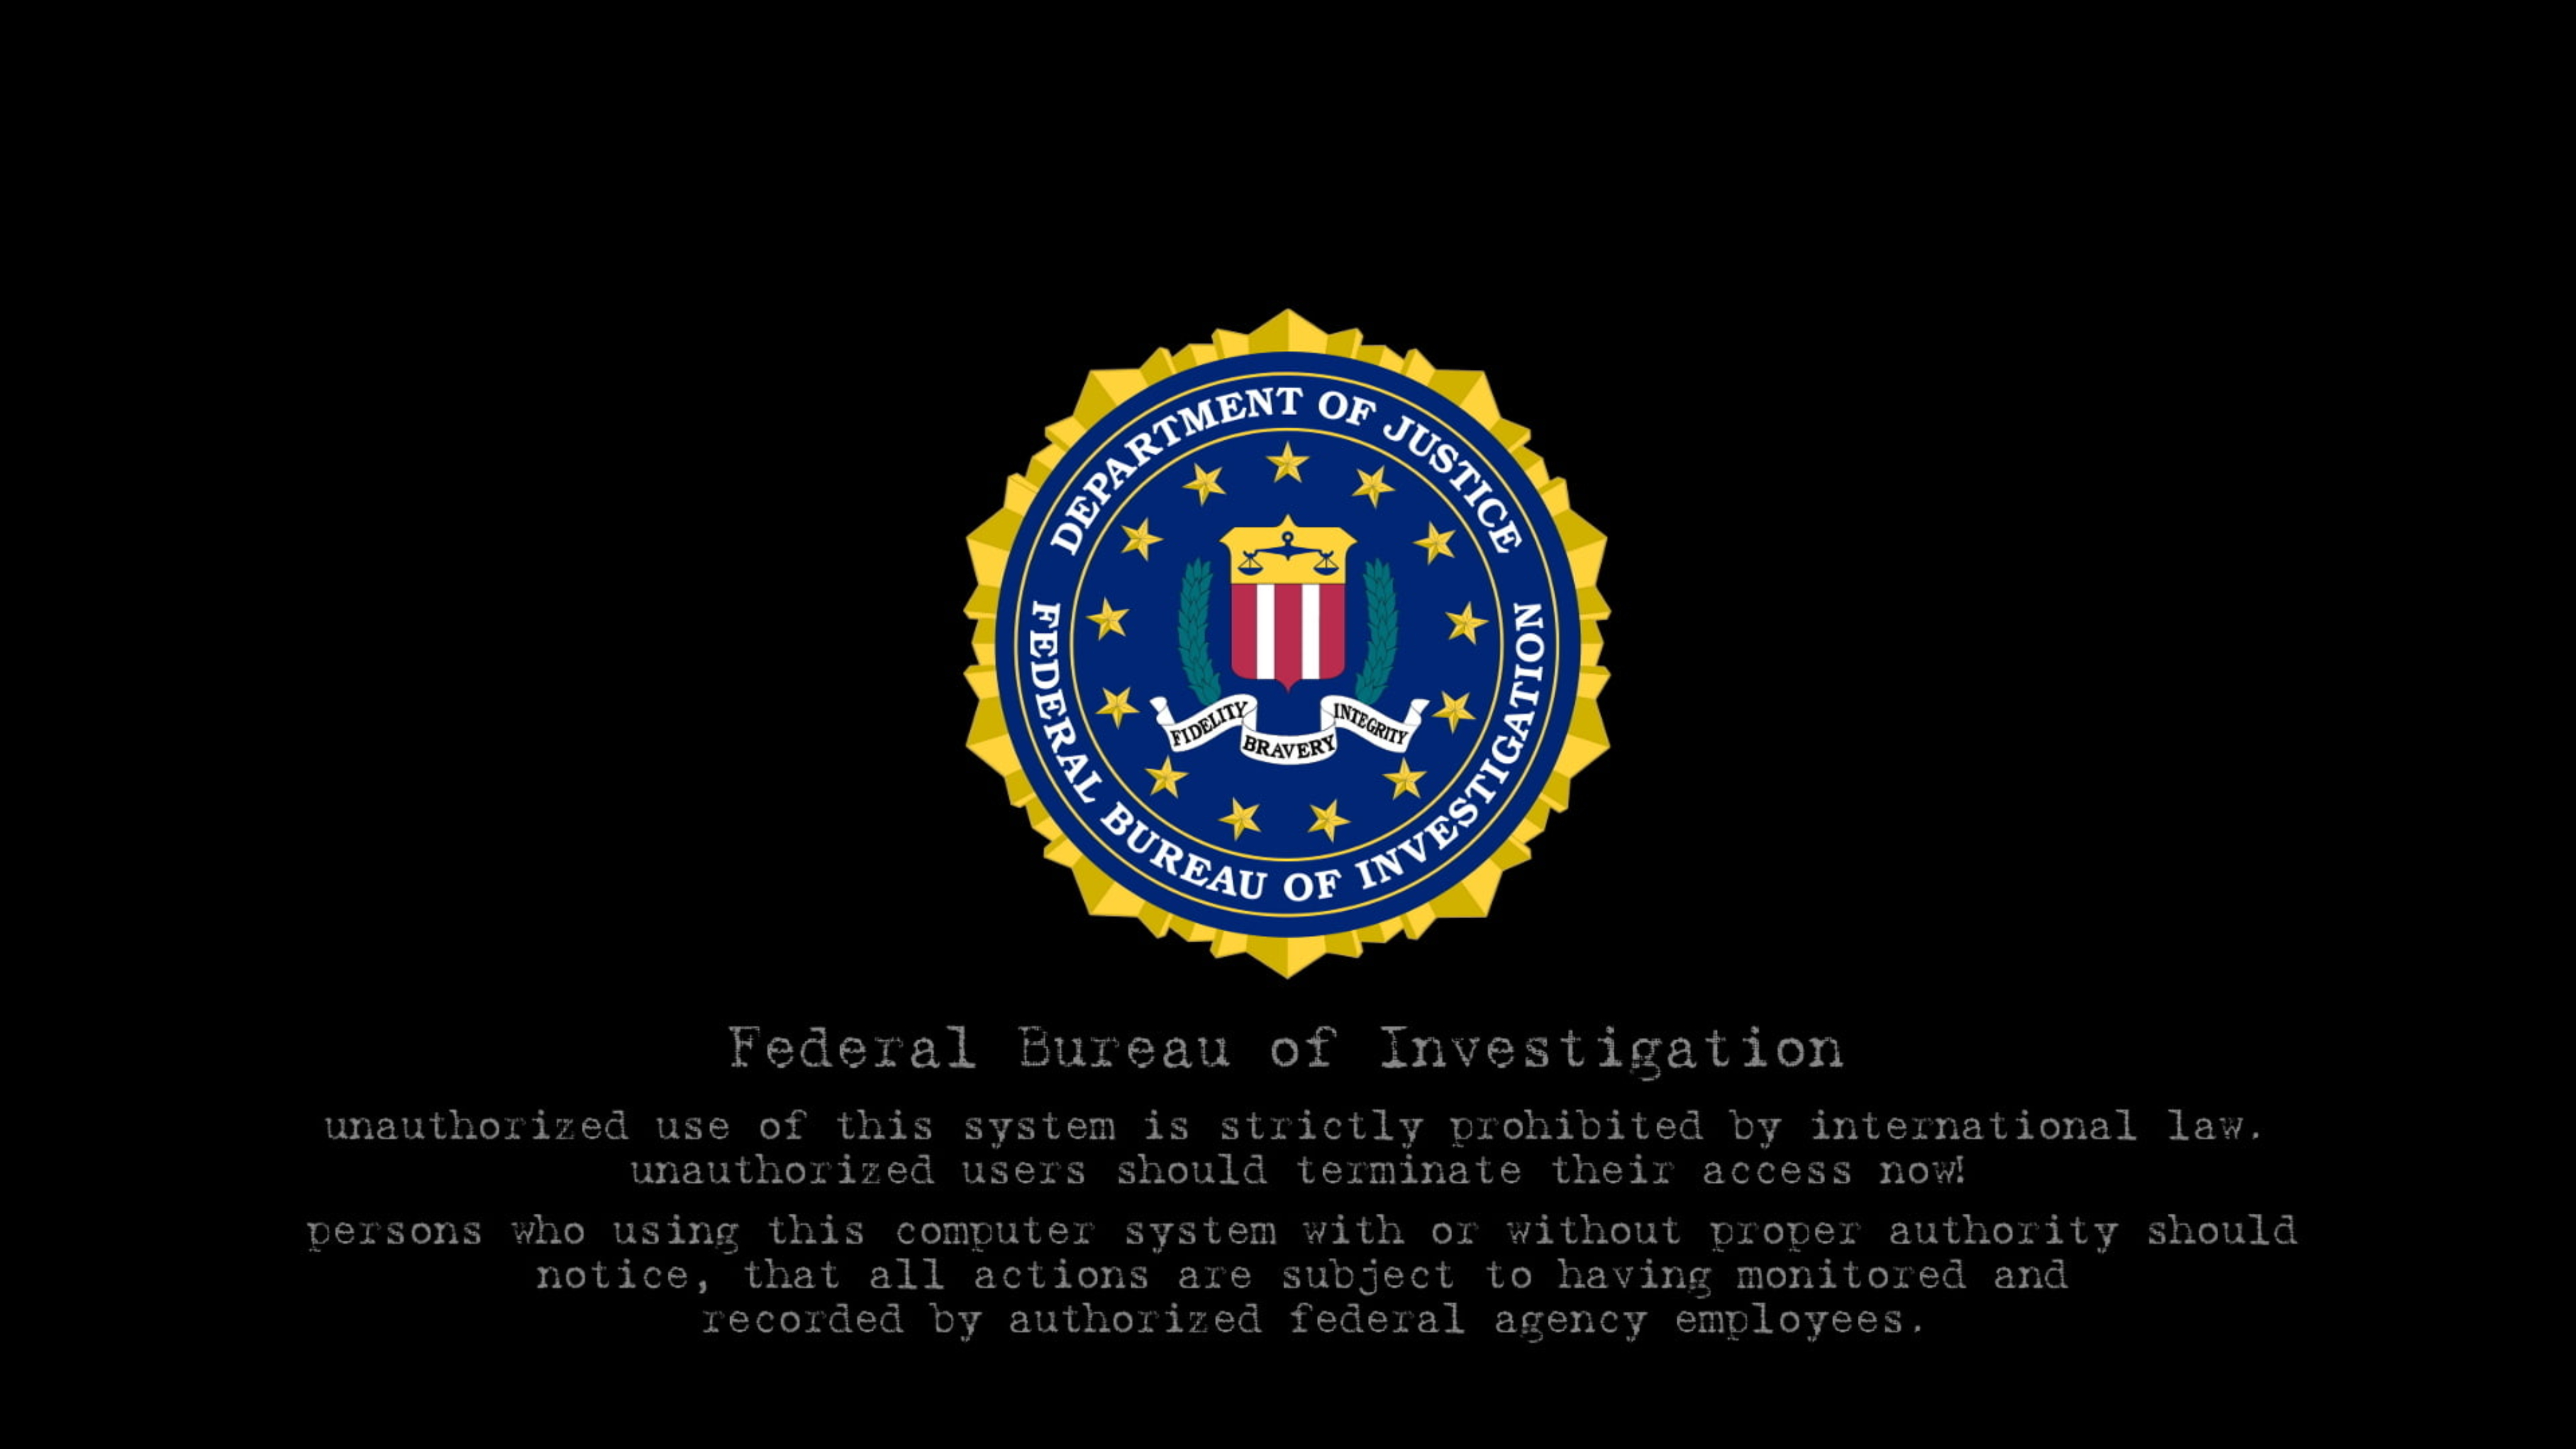 DEPARTMENT OF JUSTICE
FEDERAL BUREAU OF INVESTIGATION
FIDELITY
BRAVERY
INTEGRITY
Federal Bureau of Investigation
unauthorized use of this system is strictly prohibited by international law.
unauthorized users should terminate their access now!
persons who using this computer system with or without proper authority should
notice, that all actions are subject to having monitored and
recorded by authorized federal agency employees.